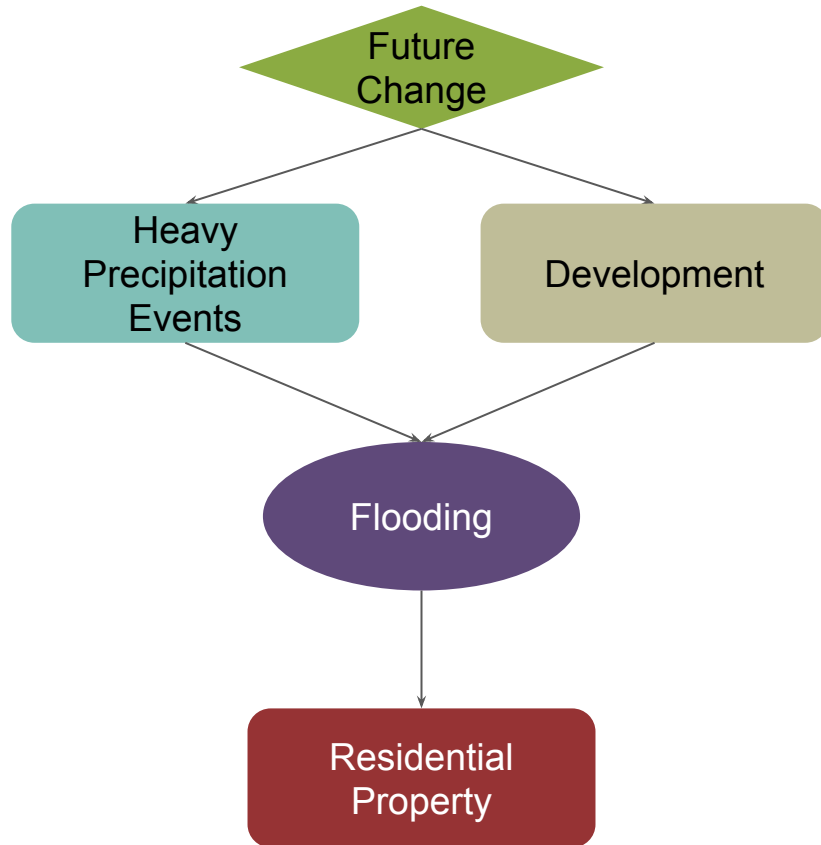 Future
Change
Heavy
Precipitation
Events
Development
Flooding
Residential
Property